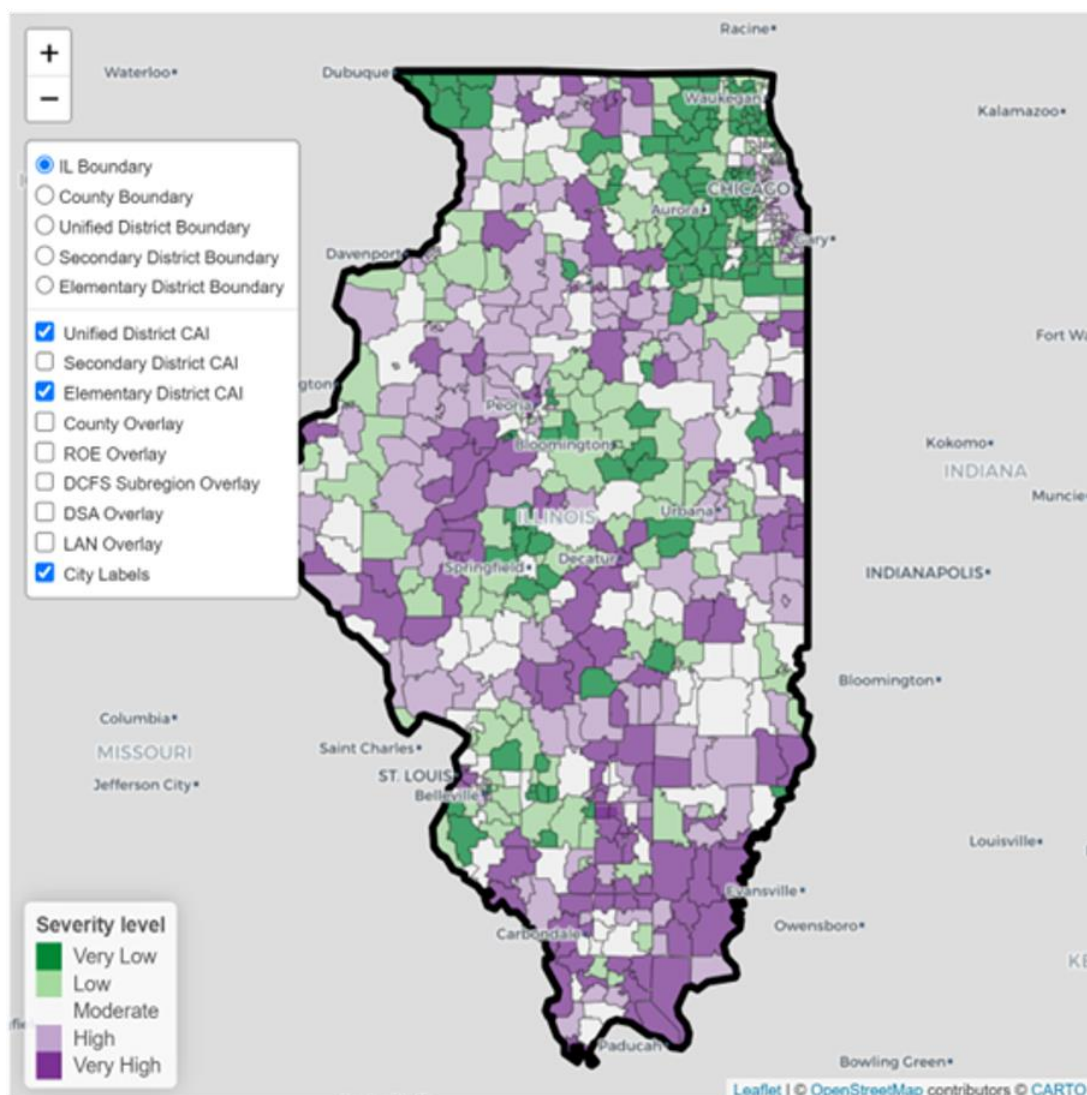 Racine
Waterloo
Dubuque
Waukegan
Kalamazoo
+
−
IL Boundary
County Boundary
Unified District Boundary
Secondary District Boundary
Elementary District Boundary
Unified District CAI
Secondary District CAI
Elementary District CAI
County Overlay
ROE Overlay
DCFS Subregion Overlay
DSA Overlay
LAN Overlay
City Labels
CHICAGO
Aurora
Gary
Davenport
Fort Wa
gton
Peoria
Bloomington
Kokomo
INDIANA
Muncie
ILLINOIS
Urbana
Springfield
Decatur
INDIANAPOLIS
Bloomington
Columbia
MISSOURI
Saint Charles
Jefferson City
ST. LOUIS
Belleville
Louisville
Evansville
Owensboro
Carbondale
KE
Paducah
Bowling Green
Severity level
Very Low
Low
Moderate
High
Very High
Leaflet | © OpenStreetMap contributors © CARTO